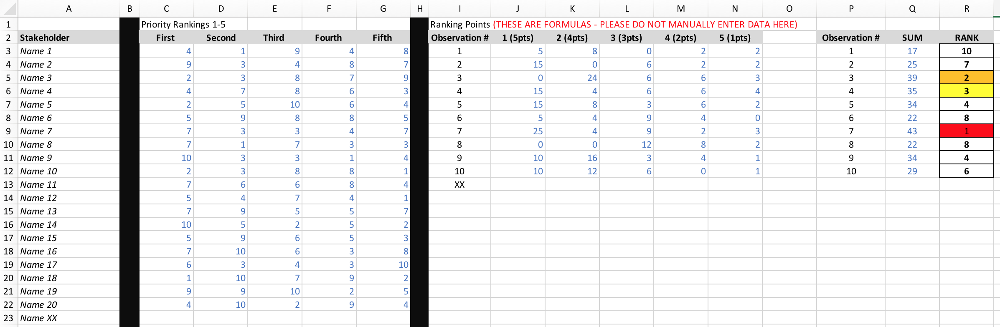 A B C D E F G H I J K L M N O P Q R
1 Priority Rankings 1-5 Ranking Points (THESE ARE FORMULAS - PLEASE DO NOT MANUALLY ENTER DATA HERE)
2 Stakeholder First Second Third Fourth Fifth Observation # 1 (5pts) 2 (4pts) 3 (3pts) 4 (2pts) 5 (1pts) Observation # SUM RANK
3 Name 1 4 1 9 4 8 1 5 8 0 2 2 1 17 10
4 Name 2 9 3 4 8 7 2 15 0 6 2 2 2 25 7
5 Name 3 2 3 8 7 9 3 0 24 6 6 3 3 39 2
6 Name 4 4 7 8 6 3 4 15 4 6 6 4 4 35 3
7 Name 5 2 5 10 6 4 5 15 8 3 6 2 5 34 4
8 Name 6 5 9 8 8 5 6 5 4 9 4 0 6 22 8
9 Name 7 7 3 3 4 7 7 25 4 9 2 3 7 43 1
10 Name 8 7 1 7 3 3 8 0 0 12 8 2 8 22 8
11 Name 9 10 3 3 1 4 9 10 16 3 4 1 9 34 4
12 Name 10 2 3 8 8 1 10 10 12 6 0 1 10 29 6
13 Name 11 7 6 6 8 4 XX
14 Name 12 5 4 7 4 1
15 Name 13 7 9 5 5 7
16 Name 14 10 5 2 5 2
17 Name 15 5 9 6 5 3
18 Name 16 7 10 6 3 8
19 Name 17 6 3 4 3 10
20 Name 18 1 10 7 9 2
21 Name 19 9 9 10 2 5
22 Name 20 4 10 2 9 4
23 Name XX